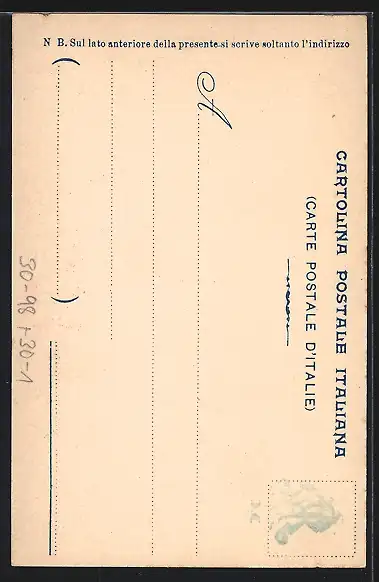 N B. Sul lato anteriore della presente si scrive soltanto l'indirizzo
CARTOLINA POSTALE ITALIANA
(CARTE POSTALE D'ITALIE)
A
( )
30-98 + 30-1